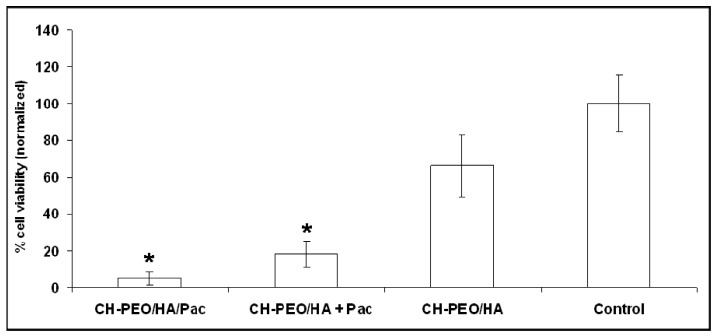 140
120
100
80
60
40
20
0
% cell viability (normalized)
*
*
CH-PEO/HA/Pac
CH-PEO/HA + Pac
CH-PEO/HA
Control